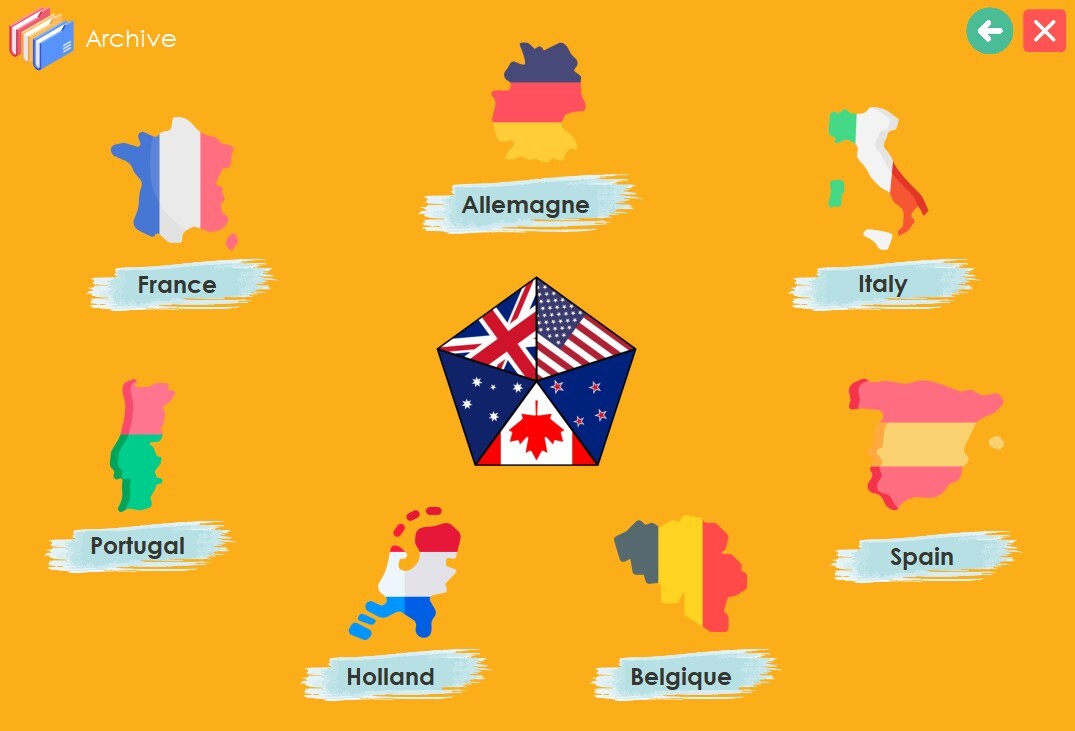 Archive
Allemagne
France
Italy
Portugal
Spain
Holland
Belgique